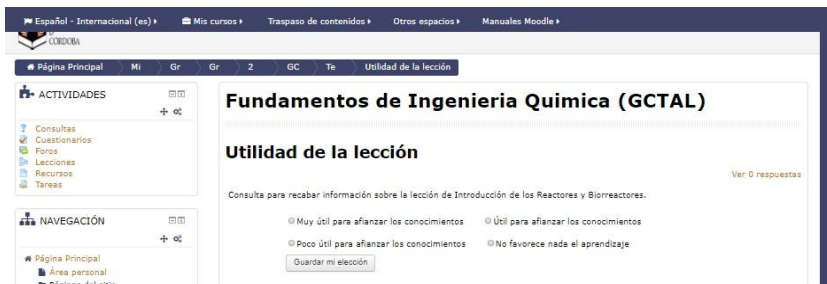 Español - Internacional (es) Mis cursos Traspaso de contenidos Otros espacios Manuales Moodle
CORDOBA
Página Principal Mi Gr Gr 2 GC Te Utilidad de la lección
ACTIVIDADES
Consultas
Cuestionarios
Foros
Lecciones
Recursos
Tareas
NAVEGACIÓN
Página Principal
Área personal
Fundamentos de Ingenieria Quimica (GCTAL)
Utilidad de la lección
Ver 0 respuestas
Consulta para recabar información sobre la lección de Introducción de los Reactores y Biorreactores.
Muy útil para afianzar los conocimientos Útil para afianzar los conocimientos
Poco útil para afianzar los conocimientos No favorece nada el aprendizaje
Guardar mi elección